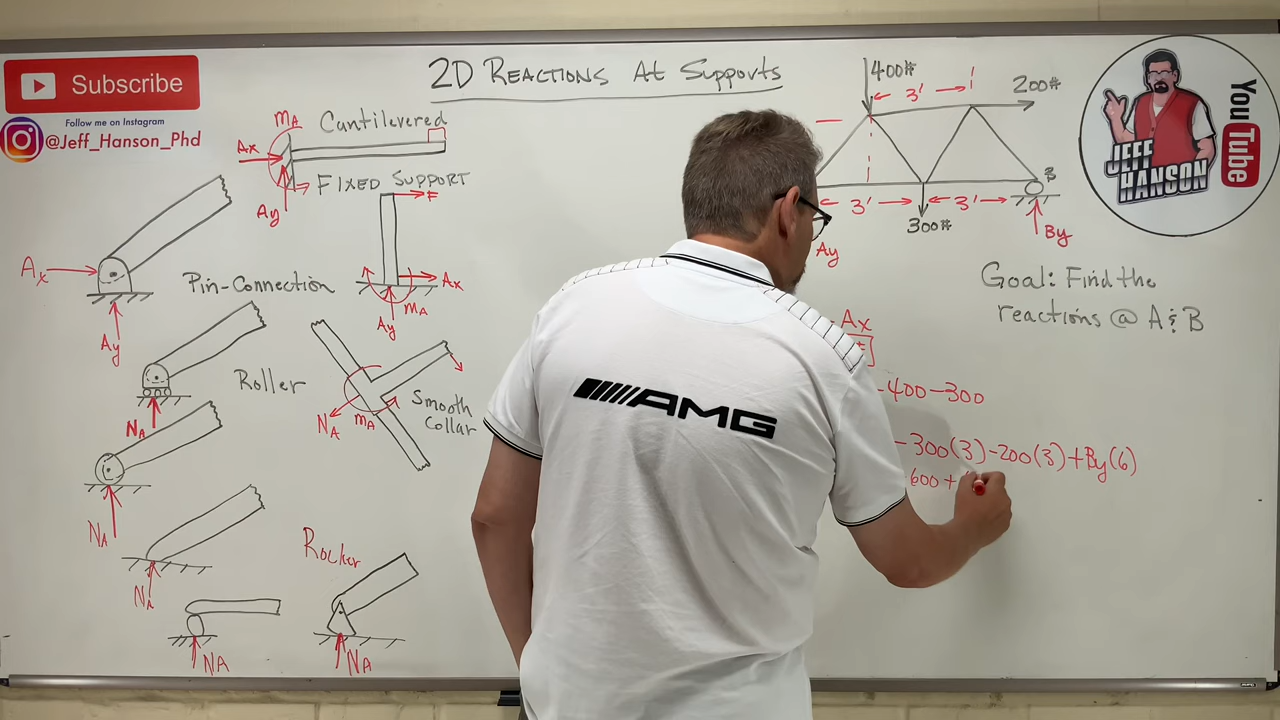 2D REACTIONS At Supports
Subscribe
Follow me on Instagram
@Jeff_Hanson_Phd
mA
Cantilevered
Ax
FIXED SUPPORT
Ay
F
Ax
Pin-Connection
Ay
Ax
mA
Ay
Roller
NA
NA
mA
Smooth
Collar
NA
NA
Rocker
NA
NA
400#
3'
200#
B
3'
3'
300#
Ay
By
JEFF
HANSON
YouTube
Goal: Find the
reactions @ A & B
Ax
-400-300
-300(3)-200(3)+By(6)
600+
AMG